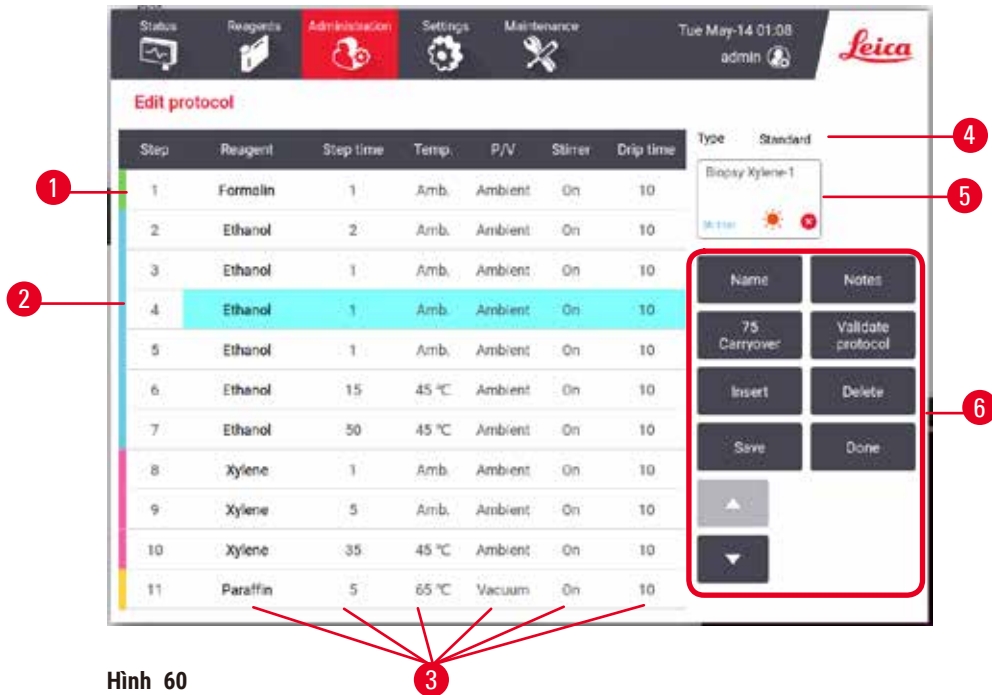 Status Reagents Administration Settings Maintenance Tue May-14 01:08
admin
Leica
Edit protocol
Step Reagent Step time Temp. P/V Stirrer Drip time
1 Formalin 1 Amb. Ambient On 10
2 Ethanol 2 Amb. Ambient On 10
3 Ethanol 1 Amb. Ambient On 10
4 Ethanol 1 Amb. Ambient On 10
5 Ethanol 1 Amb. Ambient On 10
6 Ethanol 15 45 °C Ambient On 10
7 Ethanol 50 45 °C Ambient On 10
8 Xylene 1 Amb. Ambient On 10
9 Xylene 5 Amb. Ambient On 10
10 Xylene 35 45 °C Ambient On 10
11 Paraffin 5 65 °C Vacuum On 10
Type Standard
Biopsy Xylene-1
Name Notes
75
Carryover
Validate
protocol
Insert Delete
Save Done
1
2
3
4
5
6
Hình 60